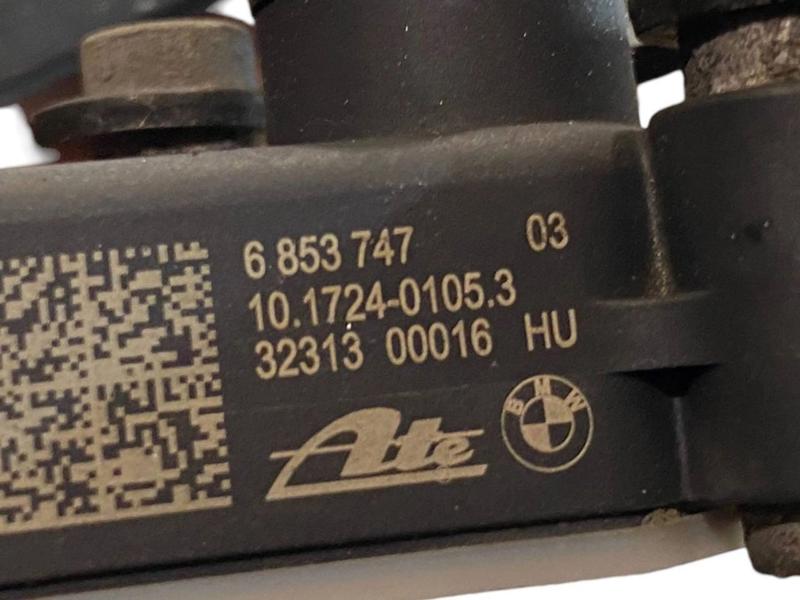 6 853 747 03
10.1724-0105.3
32313 00016 HU
Ate
BMW